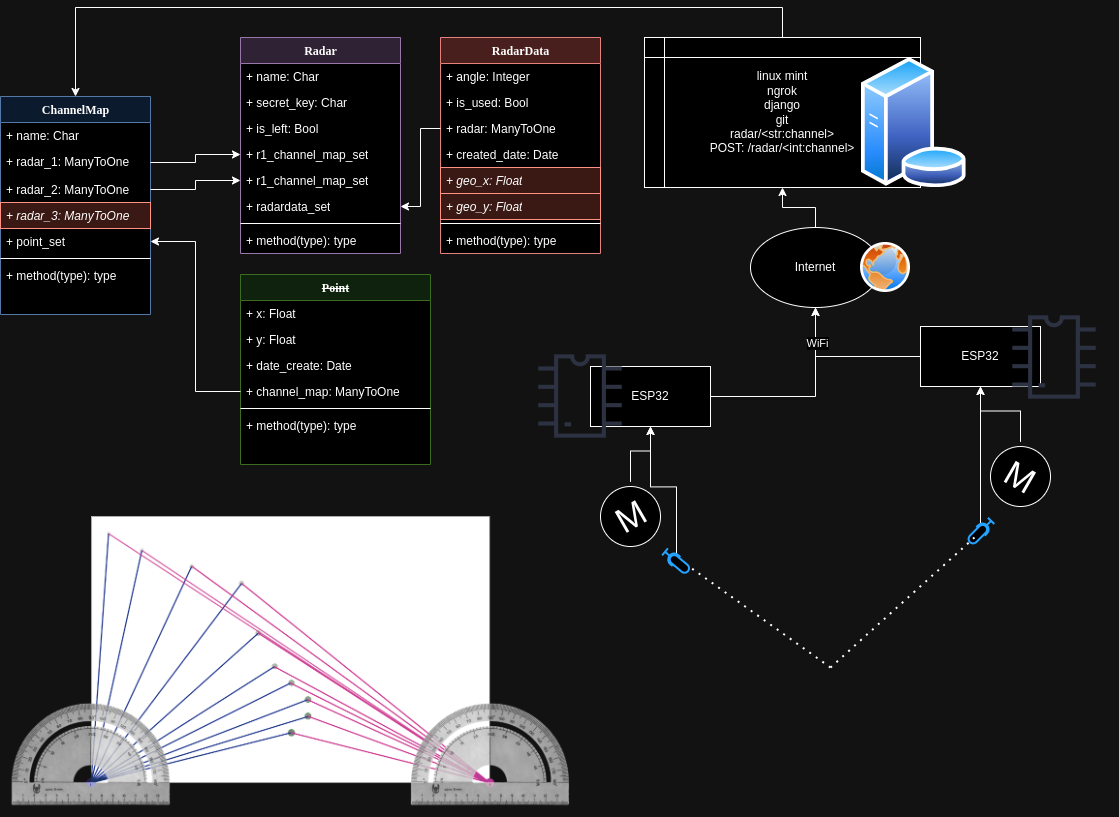 ChannelMap
+ name: Char
+ radar_1: ManyToOne
+ radar_2: ManyToOne
+ radar_3: ManyToOne
+ point_set
+ method(type): type
Radar
+ name: Char
+ secret_key: Char
+ is_left: Bool
+ r1_channel_map_set
+ r1_channel_map_set
+ radardata_set
+ method(type): type
RadarData
+ angle: Integer
+ is_used: Bool
+ radar: ManyToOne
+ created_date: Date
+ geo_x: Float
+ geo_y: Float
+ method(type): type
Point
+ x: Float
+ y: Float
+ date_create: Date
+ channel_map: ManyToOne
+ method(type): type
linux mint
ngrok
django
git
radar/<str:channel>
POST: /radar/<int:channel>
Internet
WiFi
ESP32
ESP32
M
M